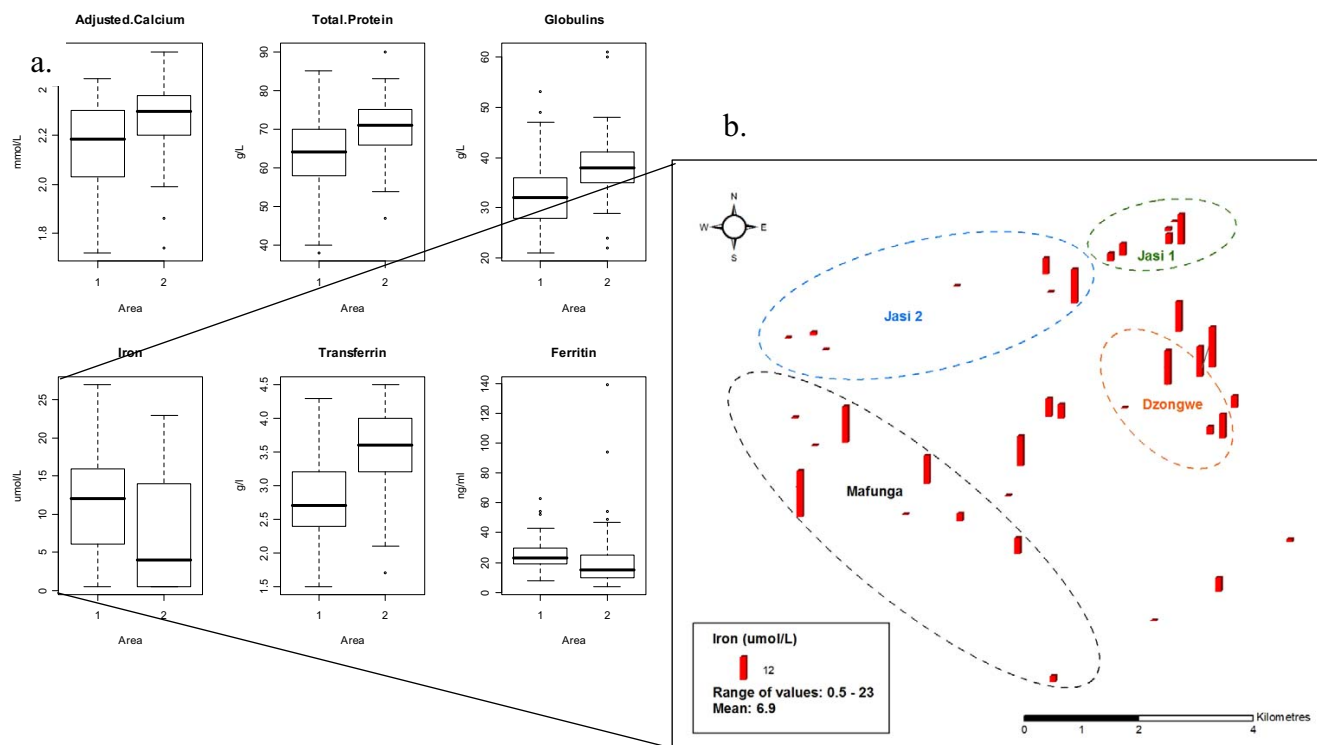 a.
Adjusted.Calcium
mmol/L
1.8
2.0
2.2
2
1 2
Area
Total.Protein
g/L
40
50
60
70
80
90
1 2
Area
Globulins
g/L
20
30
40
50
60
1 2
Area
Iron
umol/L
0
5
10
15
20
25
1 2
Area
Transferrin
g/l
1.5
2.0
2.5
3.0
3.5
4.0
4.5
1 2
Area
Ferritin
ng/ml
0
20
40
60
80
100
120
140
1 2
Area
b.
N
W E
S
Jasi 1
Jasi 2
Dzongwe
Mafunga
Iron (umol/L)
12
Range of values: 0.5 - 23
Mean: 6.9
Kilometres
0 1 2 4